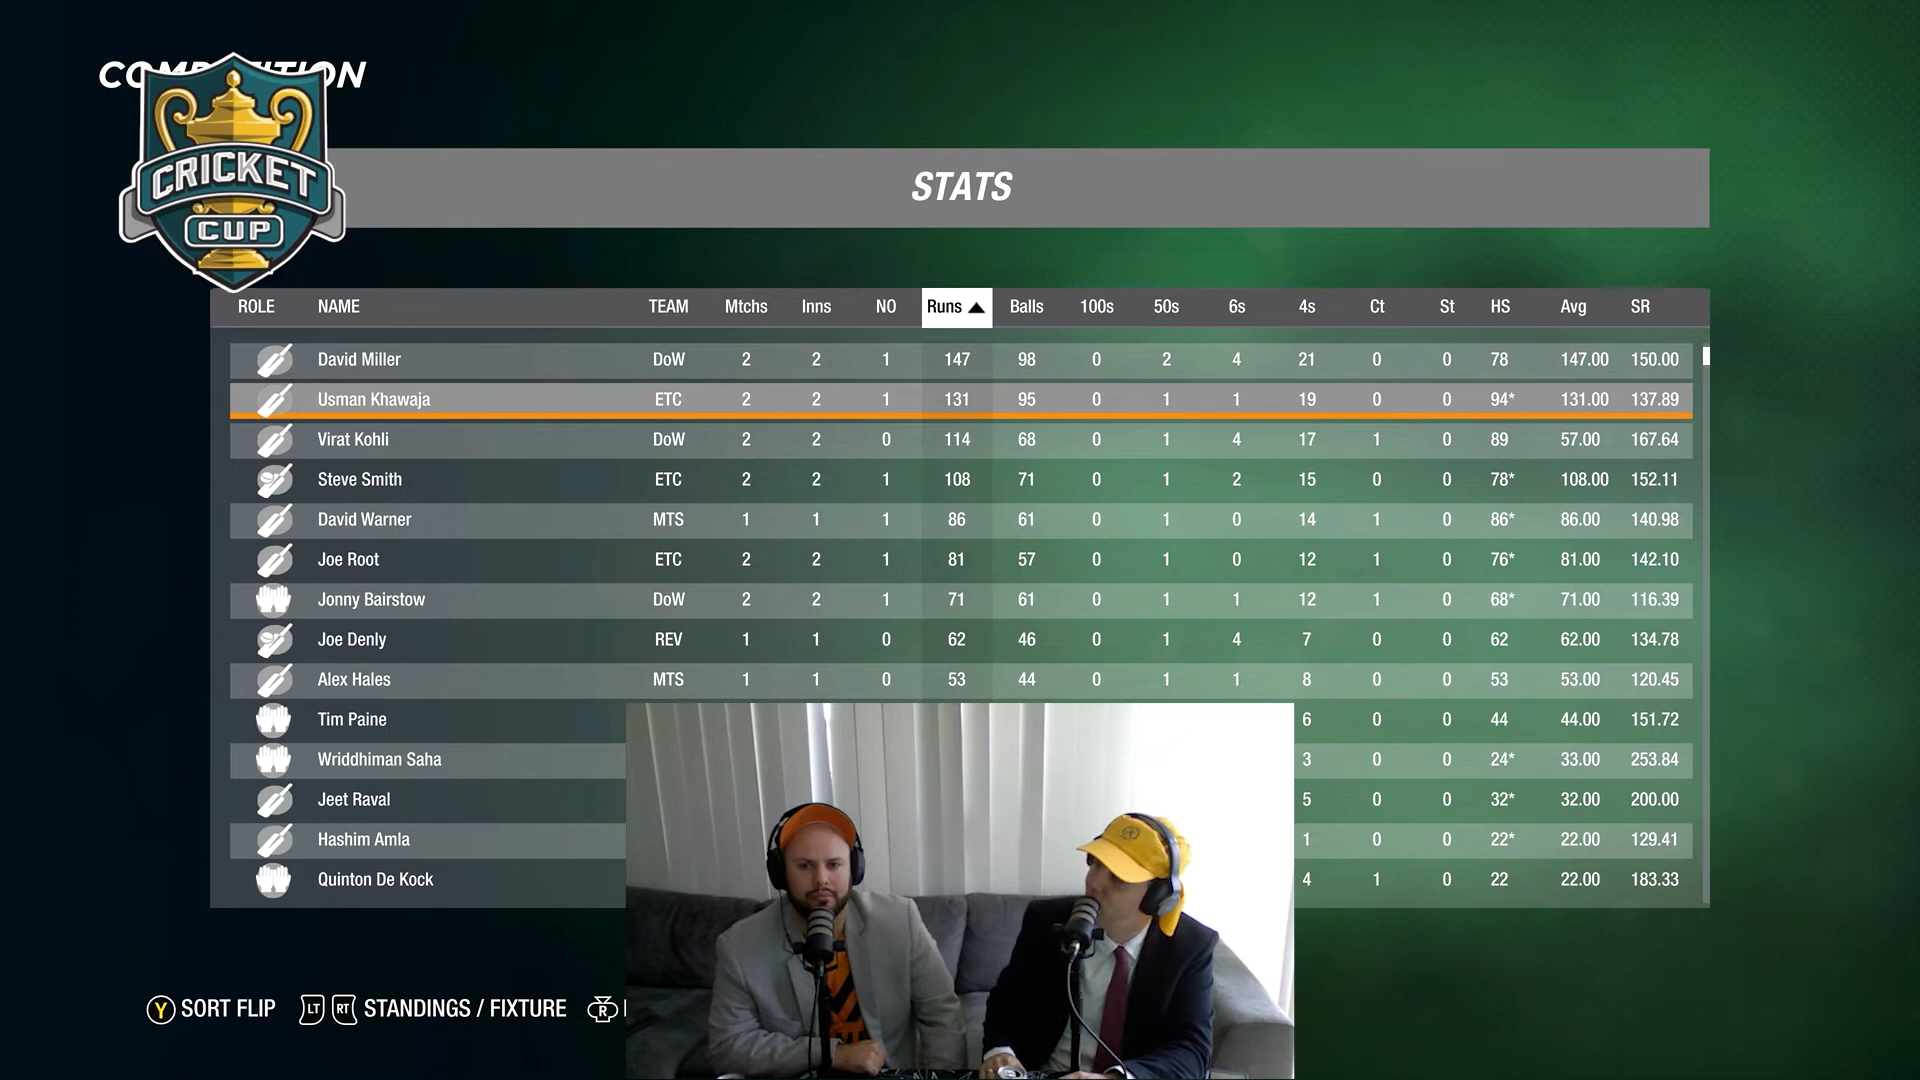 COMPETITION
CRICKET
CUP
STATS
ROLE NAME TEAM Mtchs Inns NO Runs Balls 100s 50s 6s 4s Ct St HS Avg SR
David Miller DoW 2 2 1 147 98 0 2 4 21 0 0 78 147.00 150.00
Usman Khawaja ETC 2 2 1 131 95 0 1 1 19 0 0 94* 131.00 137.89
Virat Kohli DoW 2 2 0 114 68 0 1 4 17 1 0 89 57.00 167.64
Steve Smith ETC 2 2 1 108 71 0 1 2 15 0 0 78* 108.00 152.11
David Warner MTS 1 1 1 86 61 0 1 0 14 1 0 86* 86.00 140.98
Joe Root ETC 2 2 1 81 57 0 1 0 12 1 0 76* 81.00 142.10
Jonny Bairstow DoW 2 2 1 71 61 0 1 1 12 1 0 68* 71.00 116.39
Joe Denly REV 1 1 0 62 46 0 1 4 7 0 0 62 62.00 134.78
Alex Hales MTS 1 1 0 53 44 0 1 1 8 0 0 53 53.00 120.45
Tim Paine 6 0 0 44 44.00 151.72
Wriddhiman Saha 3 0 0 24* 33.00 253.84
Jeet Raval 5 0 0 32* 32.00 200.00
Hashim Amla 1 0 0 22* 22.00 129.41
Quinton De Kock 4 1 0 22 22.00 183.33
Y SORT FLIP LT RT STANDINGS / FIXTURE R